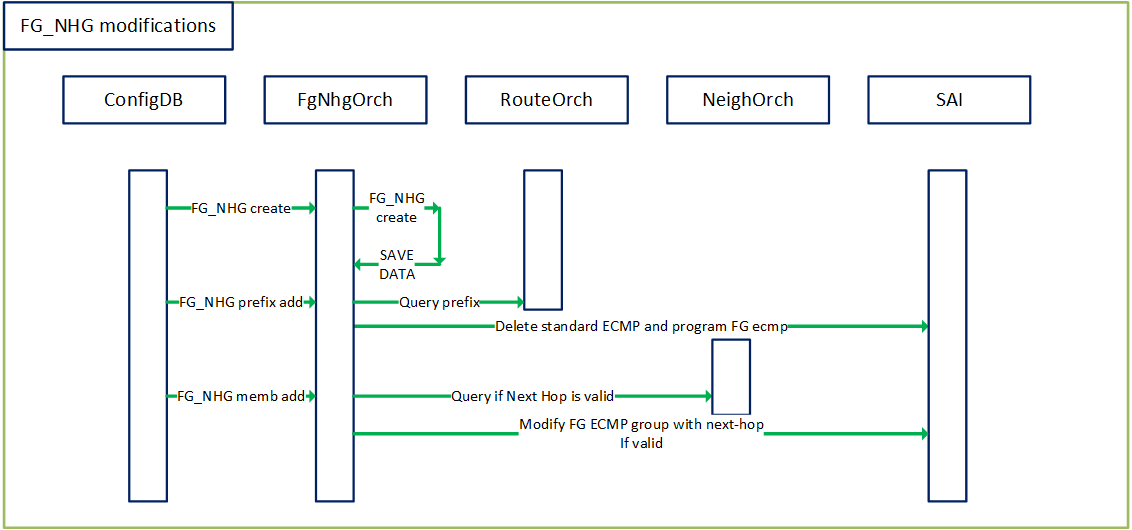 FG_NHG modifications
ConfigDB
FgNhgOrch
RouteOrch
NeighOrch
SAI
FG_NHG create
FG_NHG
create
SAVE
DATA
FG_NHG prefix add
Query prefix
Delete standard ECMP and program FG ecmp
FG_NHG memb add
Query if Next Hop is valid
Modify FG ECMP group with next-hop
If valid